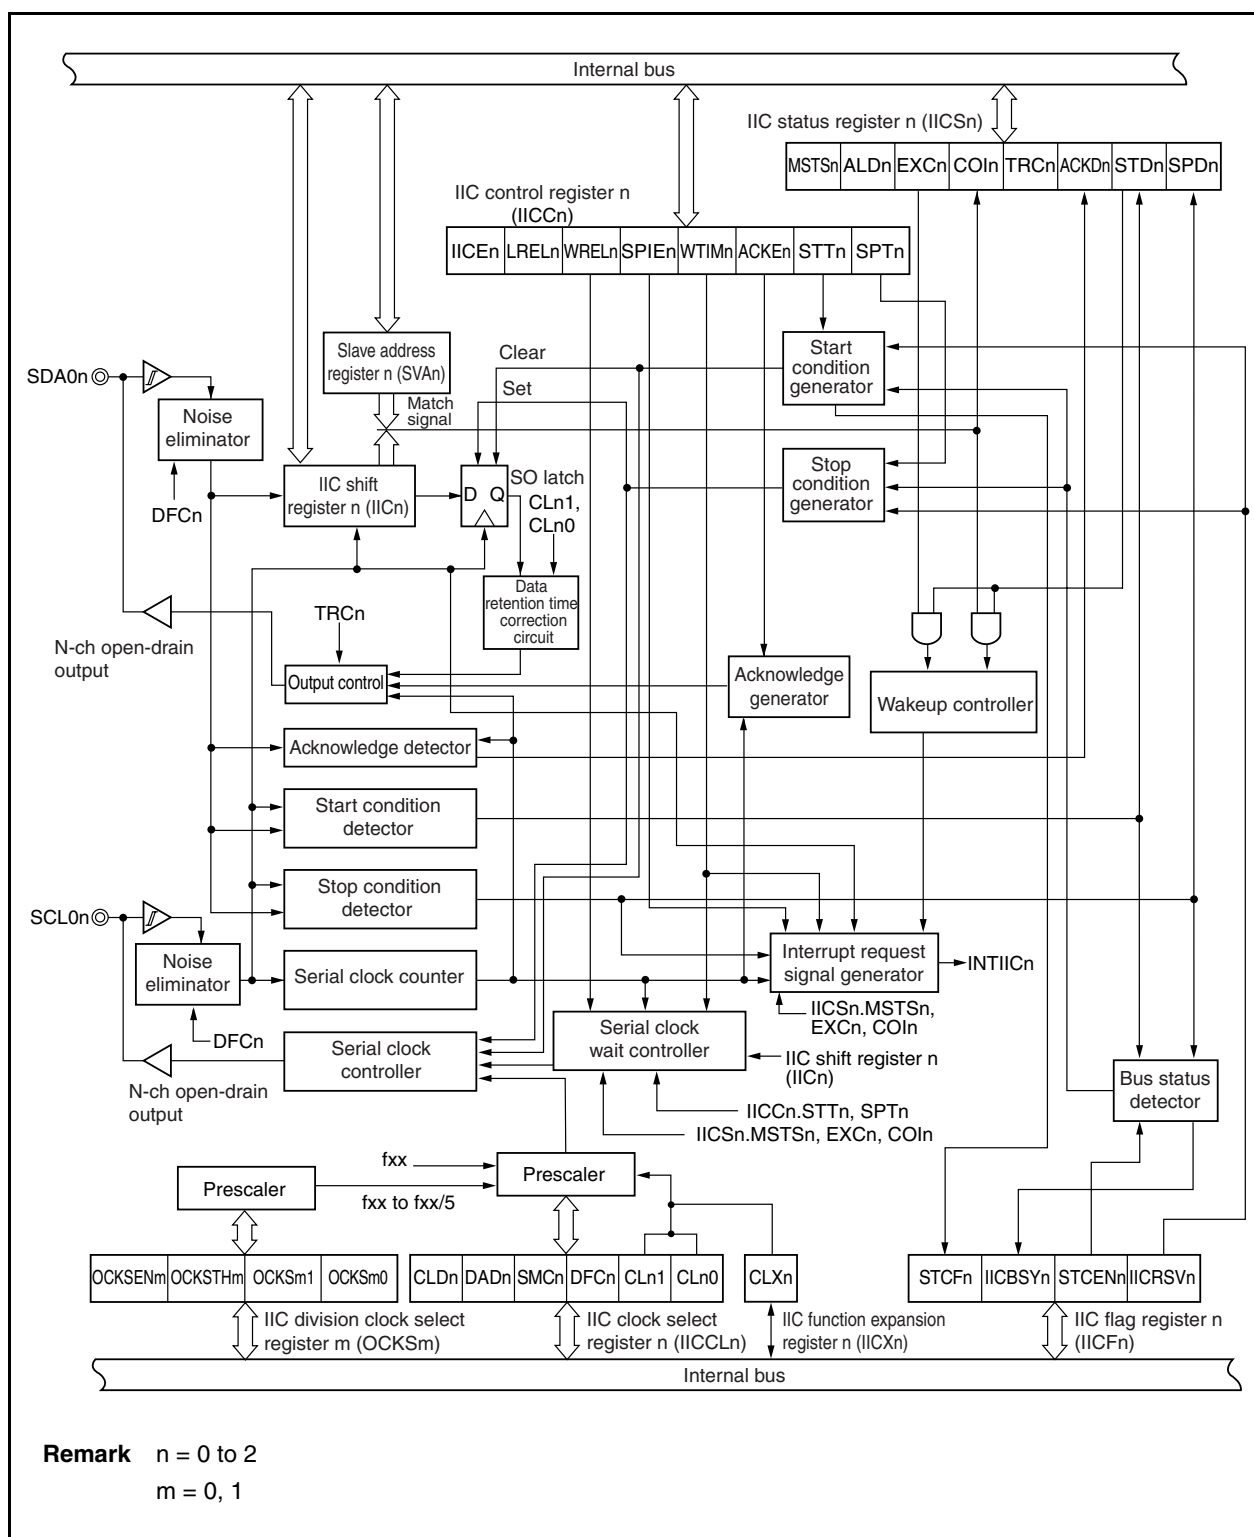 Internal bus
IIC status register n (IICSn)
MSTSn ALDn EXCn COIn TRCn ACKDn STDn SPDn
IIC control register n
(IICCn)
IICEn LRELn WRELn SPIEn WTIMn ACKEn STTn SPTn
Slave address
register n (SVAn)
Clear
Start
condition
generator
SDA0n
Set
Match
signal
Noise
eliminator
DFCn
IIC shift
register n (IICn)
D Q
SO latch
CLn1,
CLn0
Stop
condition
generator
Data
retention time
correction
circuit
TRCn
N-ch open-drain
output
Output control
Acknowledge
generator
Wakeup controller
Acknowledge detector
Start condition
detector
Stop condition
detector
SCL0n
Noise
eliminator
DFCn
Serial clock counter
Interrupt request
signal generator
INTIICn
IICSn.MSTSn,
EXCn, COIn
Serial clock
controller
Serial clock
wait controller
IIC shift register n
(IICn)
N-ch open-drain
output
IICCn.STTn, SPTn
IICSn.MSTSn, EXCn, COIn
Bus status
detector
fxx
Prescaler
Prescaler
fxx to fxx/5
OCKSENm OCKSTHm OCKSm1 OCKSm0
CLDn DADn SMCn DFCn CLn1 CLn0
CLXn
STCFn IICBSYn STCENn IICRSVn
IIC division clock select
register m (OCKSm)
IIC clock select
register n (IICCLn)
IIC function expansion
register n (IICXn)
IIC flag register n
(IICFn)
Internal bus
Remark n = 0 to 2
m = 0, 1